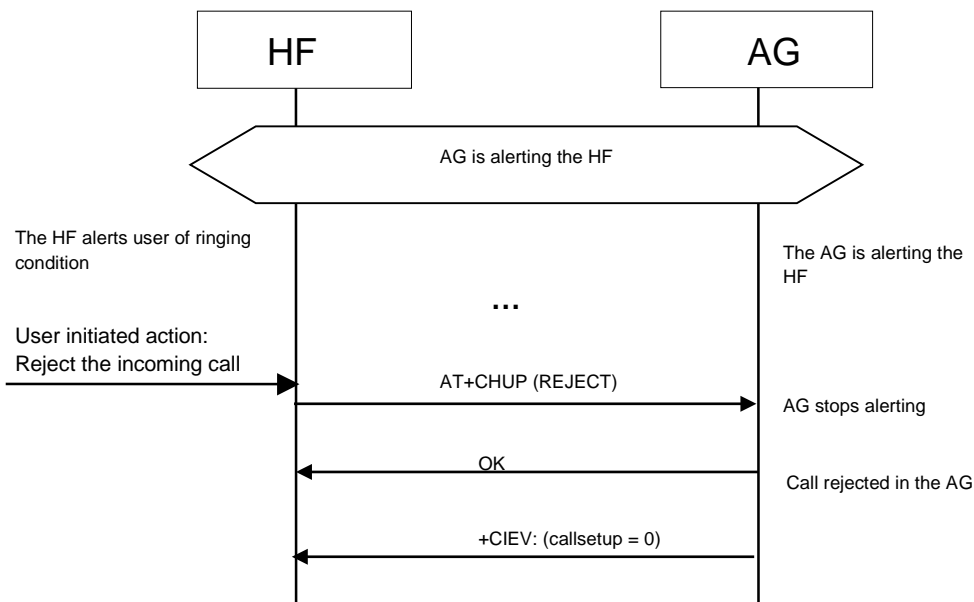 HF
AG
AG is alerting the HF
The HF alerts user of ringing
condition
The AG is alerting the
HF
...
User initiated action:
Reject the incoming call
AT+CHUP (REJECT)
AG stops alerting
OK
Call rejected in the AG
+CIEV: (callsetup = 0)